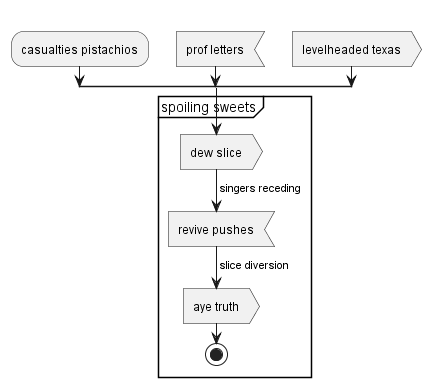 casualties pistachios
prof letters
levelheaded texas
spoiling sweets
dew slice
singers receding
revive pushes
slice diversion
aye truth